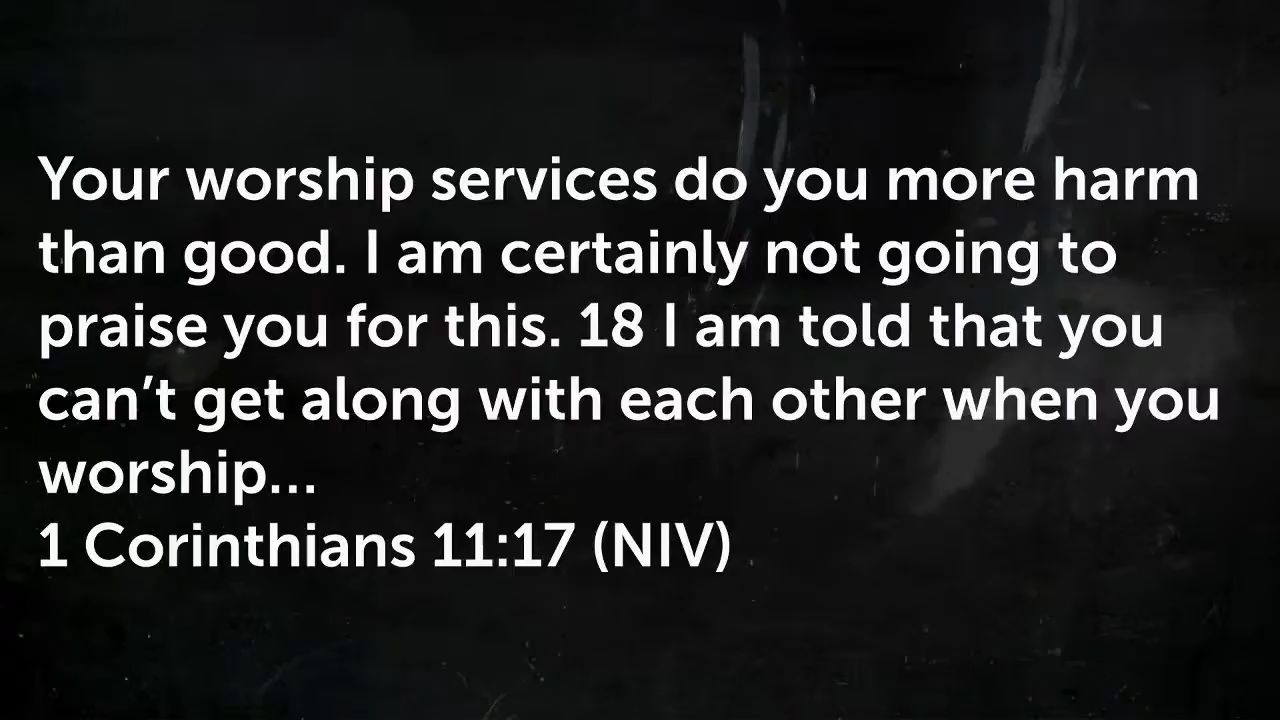 Your worship services do you more harm
than good. I am certainly not going to
praise you for this. 18 I am told that you
can’t get along with each other when you
worship…
1 Corinthians 11:17 (NIV)